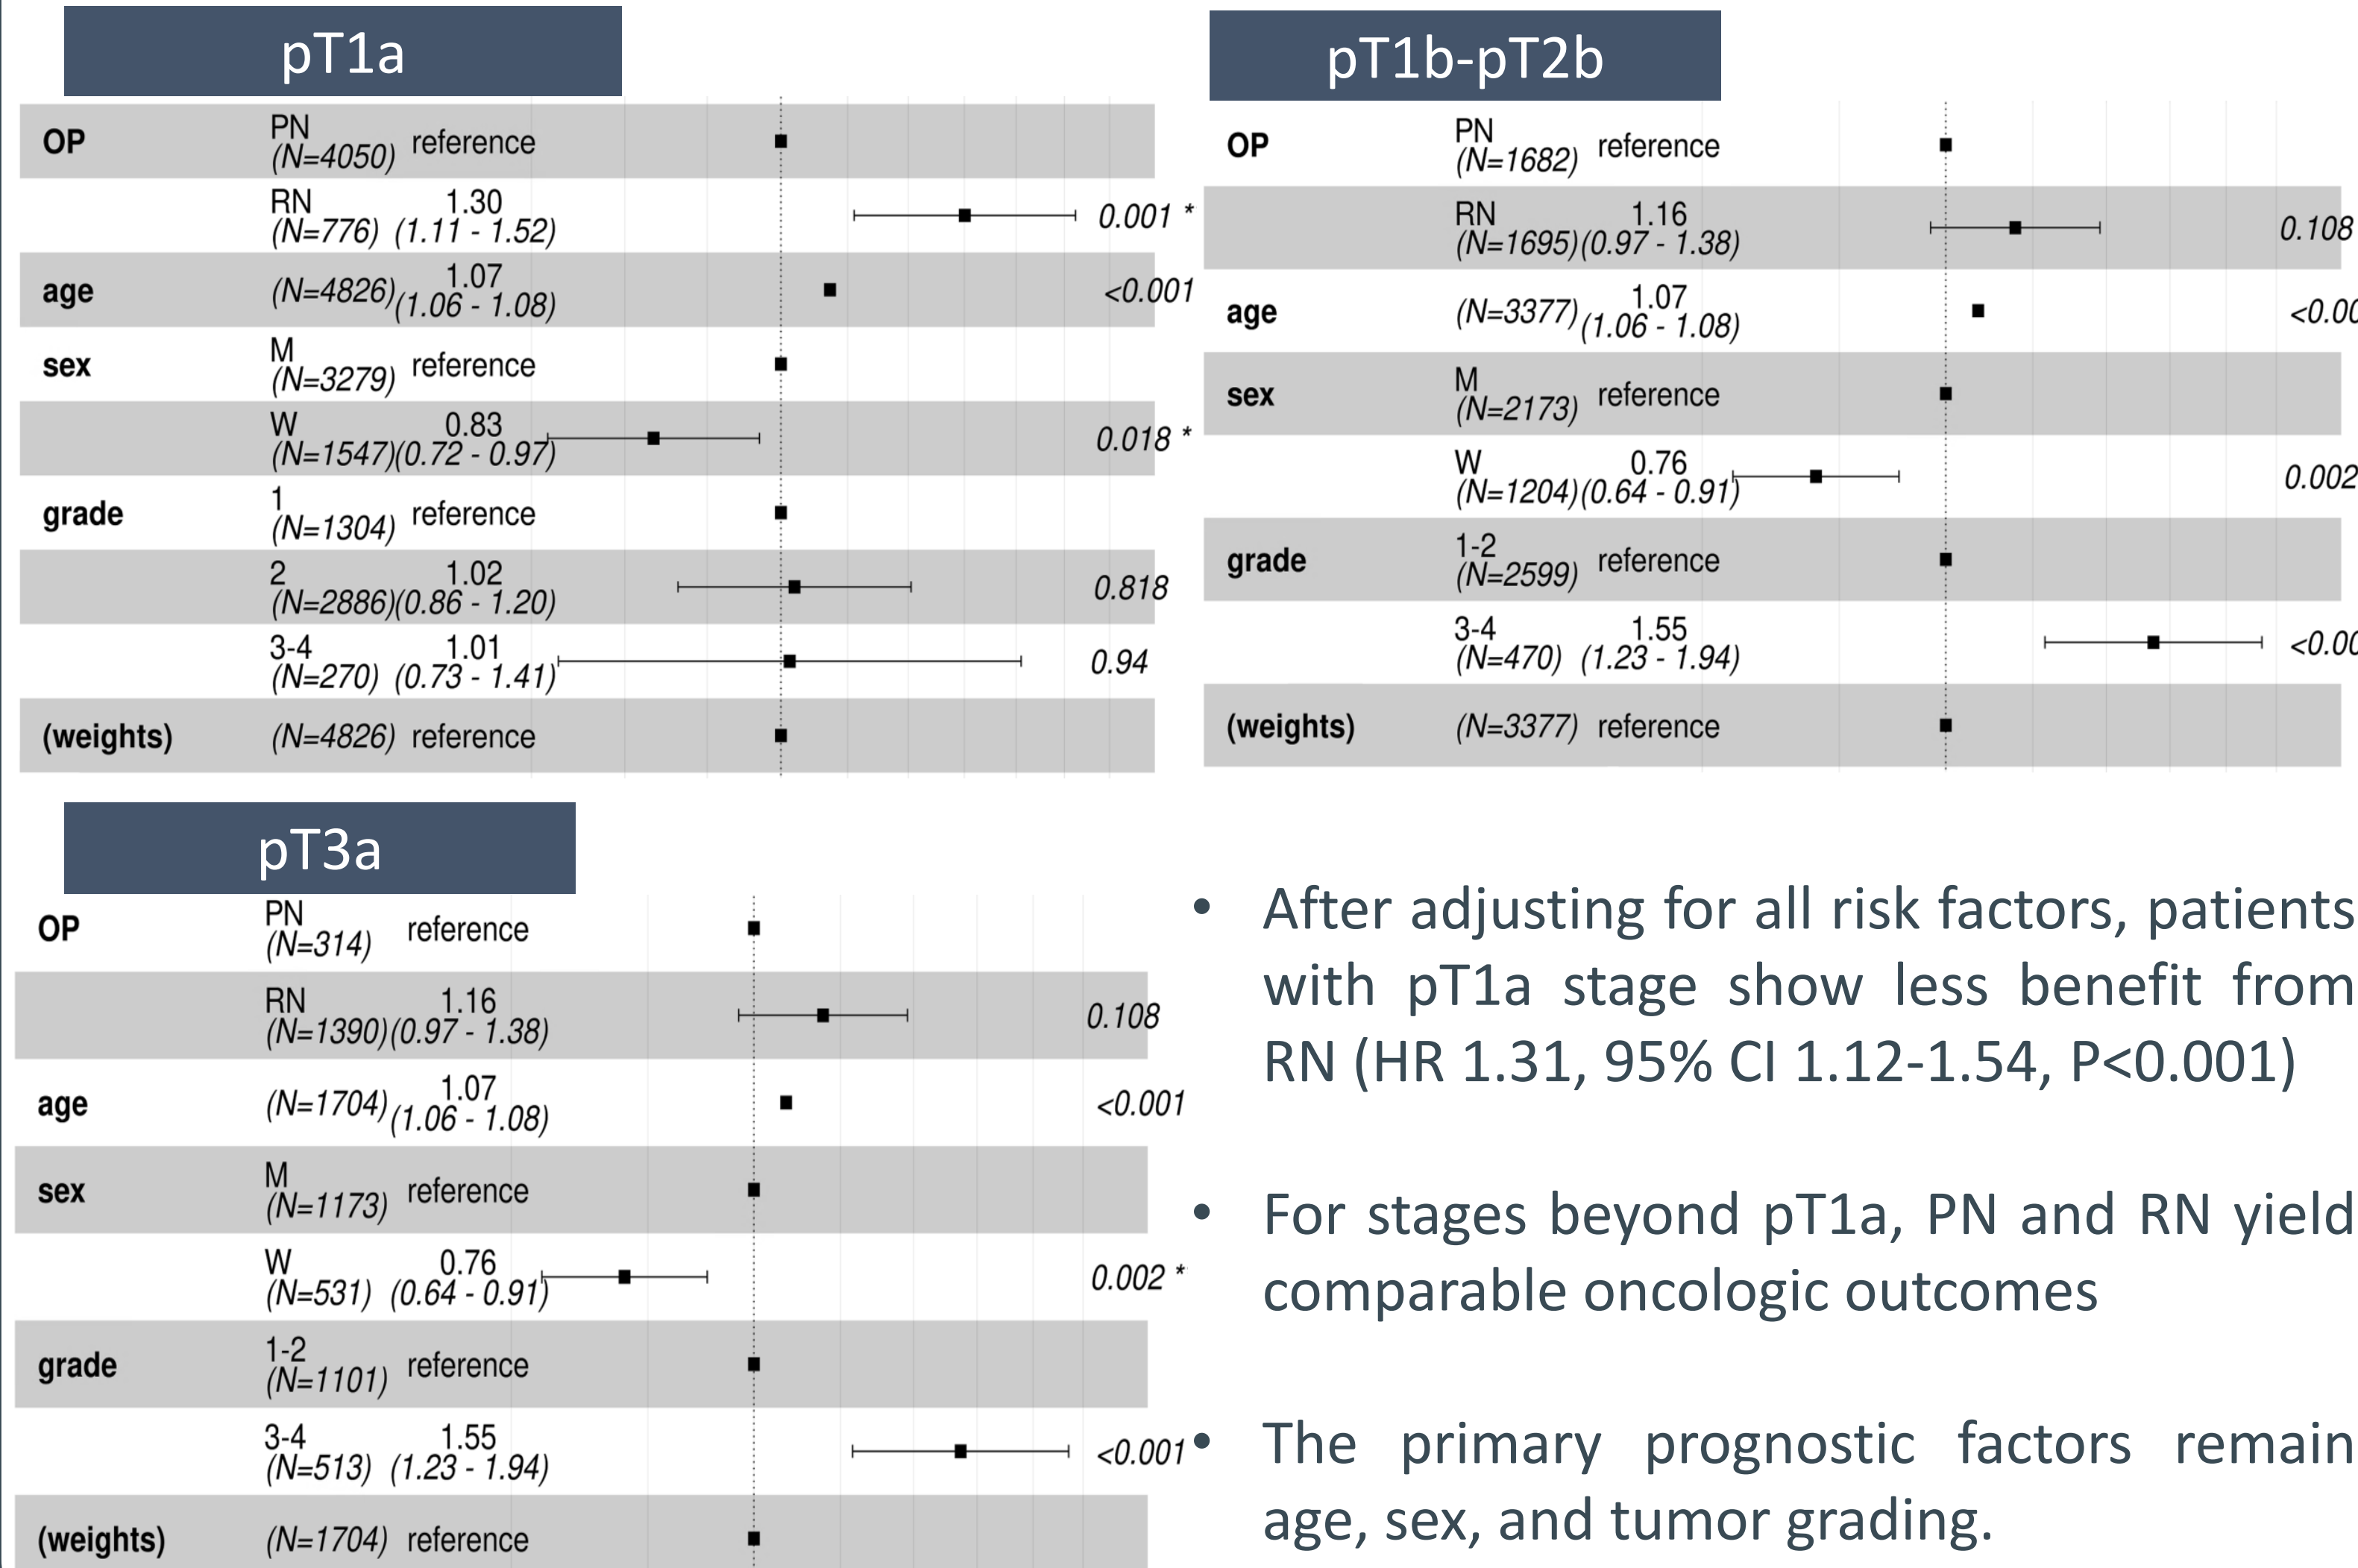 pT1a
OP PN reference
(N=4050)
RN 1.30 0.001 *
(N=776) (1.11 - 1.52)
age (N=4826) 1.07 <0.001
(1.06 - 1.08)
sex M reference
(N=3279)
W 0.83 0.018 *
(N=1547) (0.72 - 0.97)
grade 1 reference
(N=1304)
2 1.02 0.818
(N=2886) (0.86 - 1.20)
3-4 1.01 0.94
(N=270) (0.73 - 1.41)
(weights) (N=4826) reference
pT1b-pT2b
OP PN reference
(N=1682)
RN 1.16 0.108
(N=1695) (0.97 - 1.38)
age (N=3377) 1.07 <0.00
(1.06 - 1.08)
sex M reference
(N=2173)
W 0.76 0.002
(N=1204) (0.64 - 0.91)
grade 1-2 reference
(N=2599)
3-4 1.55 <0.00
(N=470) (1.23 - 1.94)
(weights) (N=3377) reference
pT3a
OP PN reference
(N=314)
RN 1.16 0.108
(N=1390) (0.97 - 1.38)
age (N=1704) 1.07 <0.001
(1.06 - 1.08)
sex M reference
(N=1173)
W 0.76 0.002 *
(N=531) (0.64 - 0.91)
grade 1-2 reference
(N=1101)
3-4 1.55 <0.001
(N=513) (1.23 - 1.94)
(weights) (N=1704) reference
• After adjusting for all risk factors, patients
with pT1a stage show less benefit from
RN (HR 1.31, 95% CI 1.12-1.54, P<0.001)
• For stages beyond pT1a, PN and RN yield
comparable oncologic outcomes
• The primary prognostic factors remain
age, sex, and tumor grading.